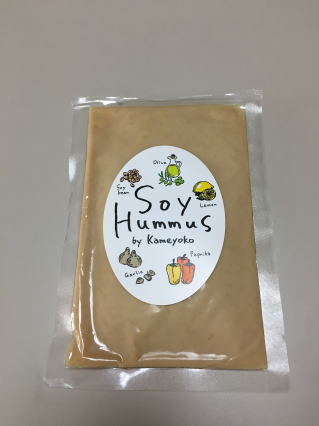 Olive
Soy
bean
Lemon
Soy
Hummus
by Kameyoko
Garlic
Paprika